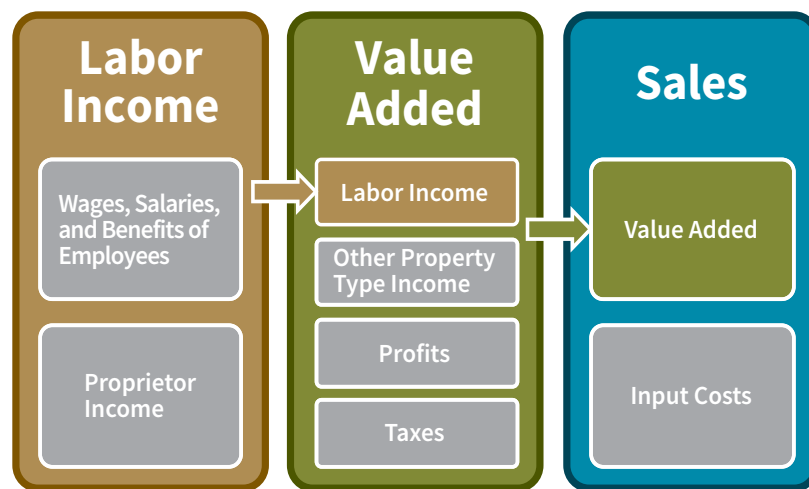 Labor
Income
Wages, Salaries,
and Benefits of
Employees
Proprietor
Income
Value
Added
Labor Income
Other Property
Type Income
Profits
Taxes
Sales
Value Added
Input Costs